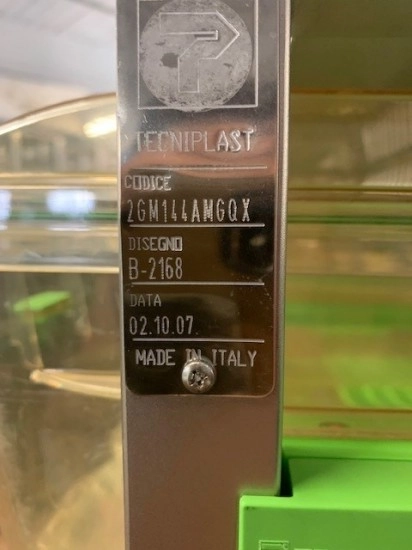 TECNIPLAST
CODICE
2GM144AMGQX
DISEGNO
B-2168
DATA
02.10.07.
MADE IN ITALY